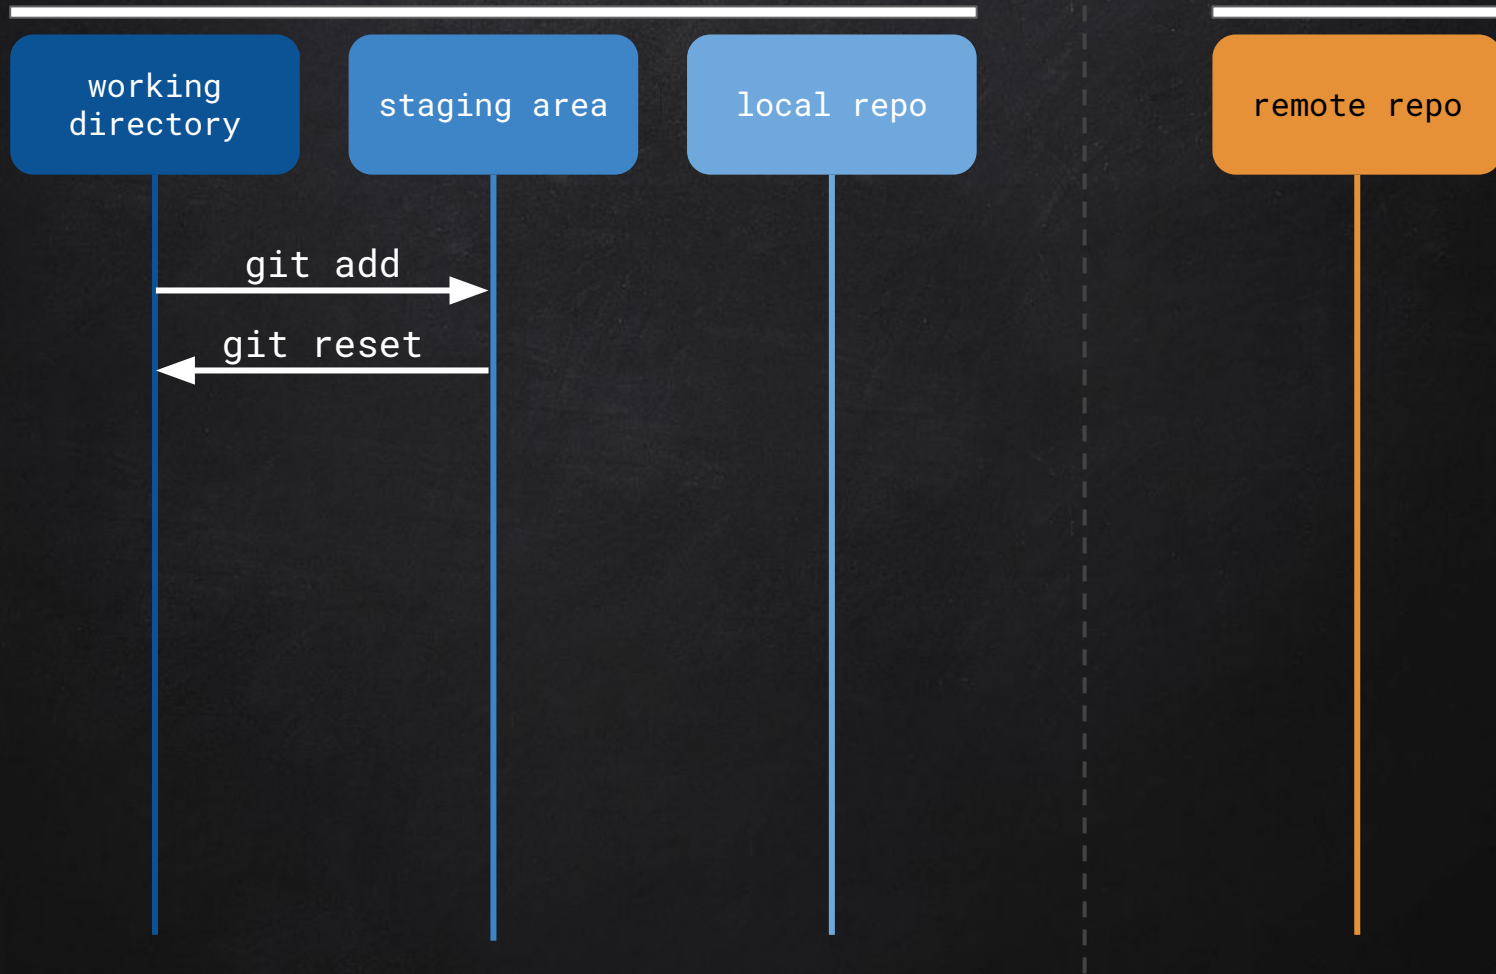 working
directory
staging area
local repo
remote repo
git add
git reset